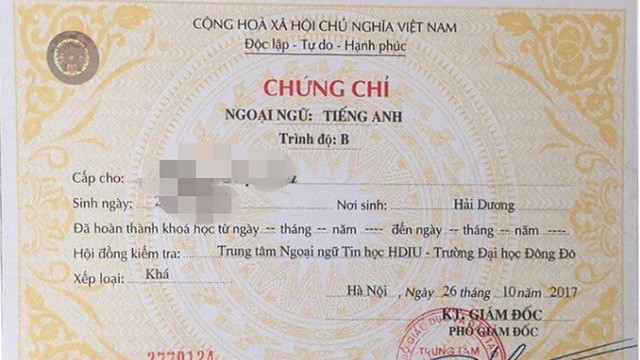 CỘNG HOÀ XÃ HỘI CHỦ NGHĨA VIỆT NAM
Độc lập - Tự do - Hạnh phúc
CHỨNG CHỈ
NGOẠI NGỮ: TIẾNG ANH
Trình độ: B
Cấp cho:
Sinh ngày: Nơi sinh: Hải Dương
Đã hoàn thành khoá học từ ngày -- tháng -- năm ---- đến ngày -- tháng -- năm ----
Hội đồng kiểm tra: Trung tâm Ngoại ngữ Tin học HDIU - Trường Đại học Đông Đô
Xếp loại: Khá
Hà Nội, Ngày 26 tháng 10 năm 2017
KT. GIÁM ĐỐC
PHÓ GIÁM ĐỐC
TRUNG TÂM
2770124